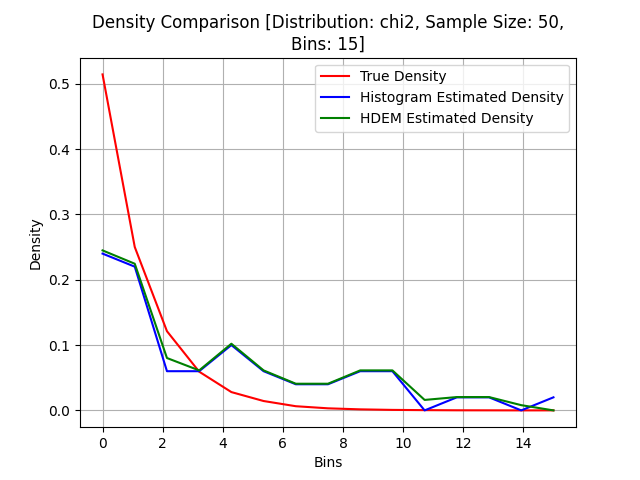 Density Comparison [Distribution: chi2, Sample Size: 50,
Bins: 15]
True Density
Histogram Estimated Density
HDEM Estimated Density
Density
0.5
0.4
0.3
0.2
0.1
0.0
0 2 4 6 8 10 12 14
Bins